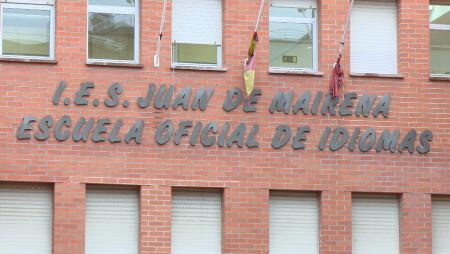 I.E.S. JUAN DE MAIRENA
ESCUELA OFICIAL DE IDIOMAS